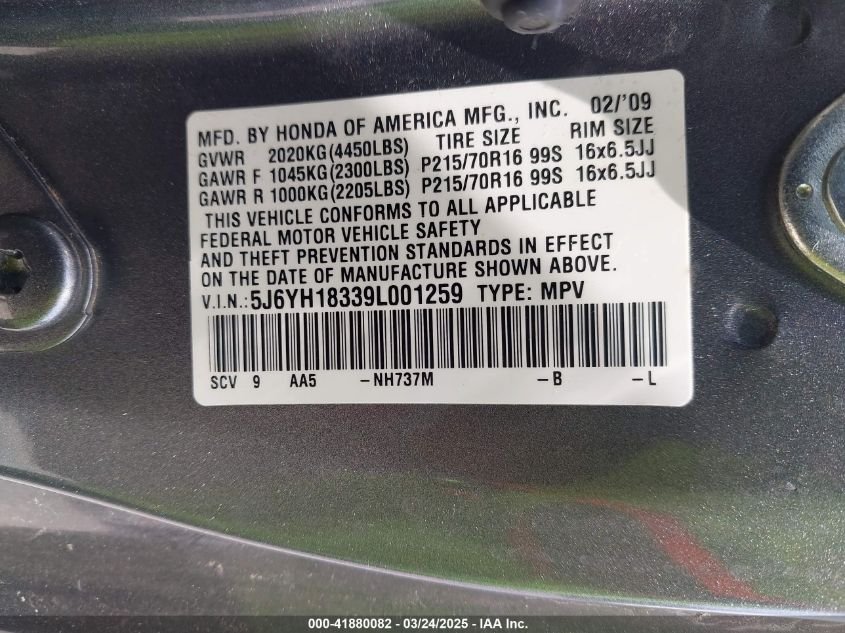 MFD. BY HONDA OF AMERICA MFG., INC. 02/'09
GVWR 2020KG(4450LBS) TIRE SIZE RIM SIZE
GAWR F 1045KG(2300LBS) P215/70R16 99S 16x6.5JJ
GAWR R 1000KG(2205LBS) P215/70R16 99S 16x6.5JJ
THIS VEHICLE CONFORMS TO ALL APPLICABLE
FEDERAL MOTOR VEHICLE SAFETY
AND THEFT PREVENTION STANDARDS IN EFFECT
ON THE DATE OF MANUFACTURE SHOWN ABOVE.
V.I.N.:5J6YH18339L001259 TYPE: MPV
SCV 9 AA5 -NH737M -B -L
000-41880082 - 03/24/2025 - IAA Inc.